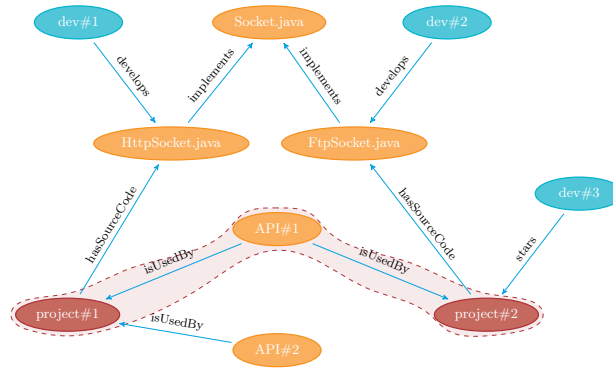 dev#1
Socket.java
dev#2
develops
implements
implements
develops
HttpSocket.java
FtpSocket.java
hasSourceCode
hasSourceCode
dev#3
API#1
stars
isUsedBy
isUsedBy
project#1
project#2
isUsedBy
API#2